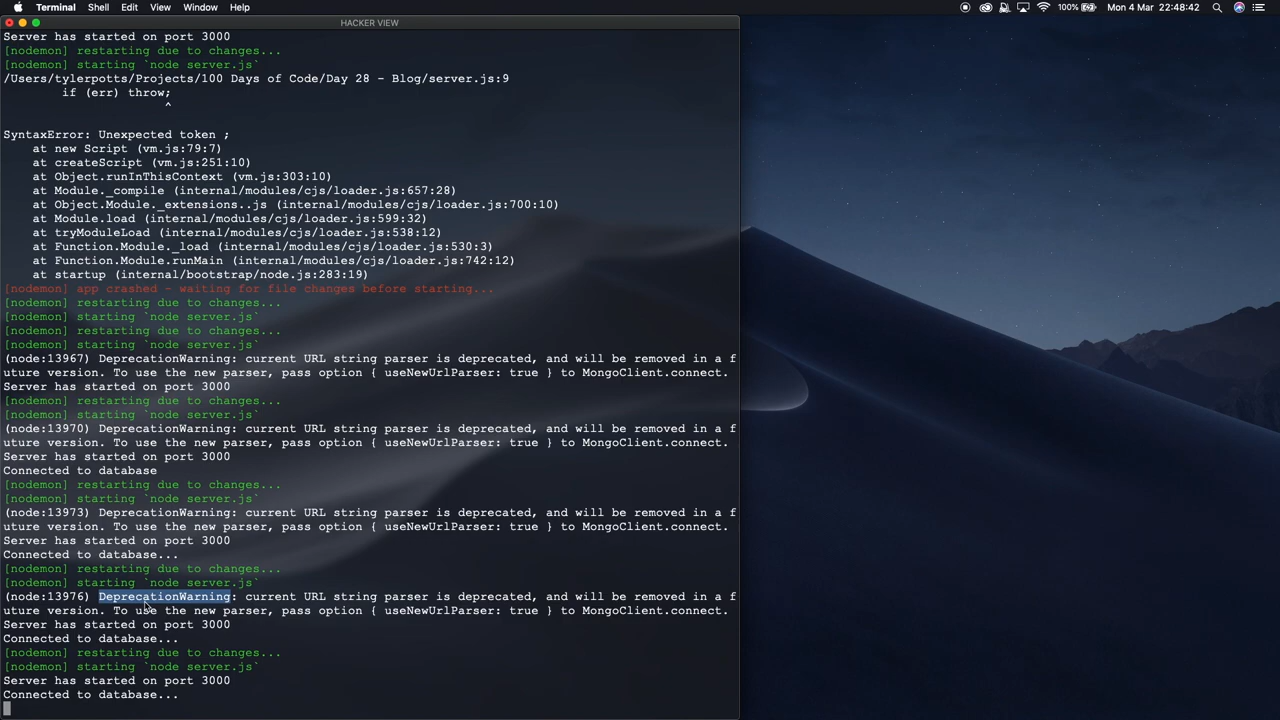 Terminal Shell Edit View Window Help 100% Mon 4 Mar 22:48:42
HACKER VIEW
Server has started on port 3000
[nodemon] restarting due to changes...
[nodemon] starting `node server.js`
/Users/tylerpotts/Projects/100 Days of Code/Day 28 - Blog/server.js:9
if (err) throw;
^
SyntaxError: Unexpected token ;
at new Script (vm.js:79:7)
at createScript (vm.js:251:10)
at Object.runInThisContext (vm.js:303:10)
at Module._compile (internal/modules/cjs/loader.js:657:28)
at Object.Module._extensions..js (internal/modules/cjs/loader.js:700:10)
at Module.load (internal/modules/cjs/loader.js:599:32)
at tryModuleLoad (internal/modules/cjs/loader.js:538:12)
at Function.Module._load (internal/modules/cjs/loader.js:530:3)
at Function.Module.runMain (internal/modules/cjs/loader.js:742:12)
at startup (internal/bootstrap/node.js:283:19)
[nodemon] app crashed - waiting for file changes before starting...
[nodemon] restarting due to changes...
[nodemon] starting `node server.js`
[nodemon] restarting due to changes...
[nodemon] starting `node server.js`
(node:13967) DeprecationWarning: current URL string parser is deprecated, and will be removed in a f
uture version. To use the new parser, pass option { useNewUrlParser: true } to MongoClient.connect.
Server has started on port 3000
[nodemon] restarting due to changes...
[nodemon] starting `node server.js`
(node:13970) DeprecationWarning: current URL string parser is deprecated, and will be removed in a f
uture version. To use the new parser, pass option { useNewUrlParser: true } to MongoClient.connect.
Server has started on port 3000
Connected to database
[nodemon] restarting due to changes...
[nodemon] starting `node server.js`
(node:13973) DeprecationWarning: current URL string parser is deprecated, and will be removed in a f
uture version. To use the new parser, pass option { useNewUrlParser: true } to MongoClient.connect.
Server has started on port 3000
Connected to database...
[nodemon] restarting due to changes...
[nodemon] starting `node server.js`
(node:13976) DeprecationWarning: current URL string parser is deprecated, and will be removed in a f
uture version. To use the new parser, pass option { useNewUrlParser: true } to MongoClient.connect.
Server has started on port 3000
Connected to database...
[nodemon] restarting due to changes...
[nodemon] starting `node server.js`
Server has started on port 3000
Connected to database...